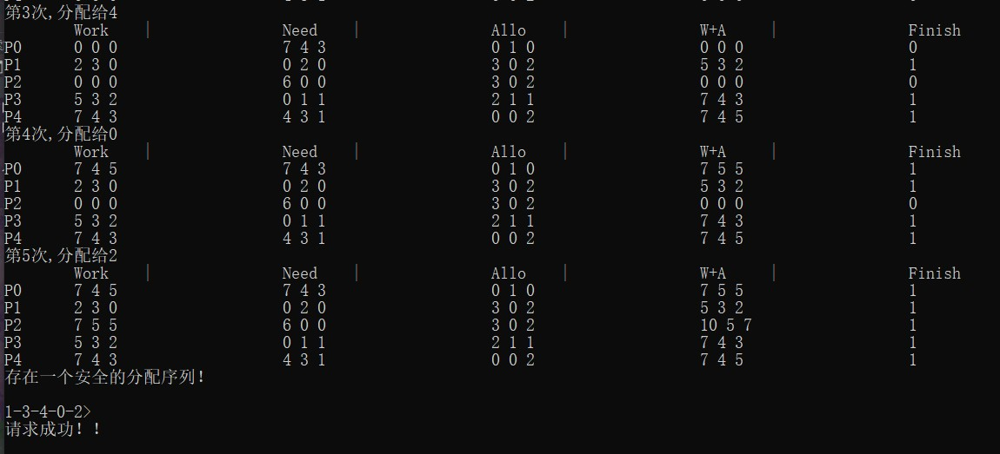 第3次,分配给4
Work | Need | Allo | W+A | Finish
P0 0 0 0 7 4 3 0 1 0 0 0 0 0
P1 2 3 0 0 2 0 3 0 2 5 3 2 1
P2 0 0 0 6 0 0 3 0 2 0 0 0 0
P3 5 3 2 0 1 1 2 1 1 7 4 3 1
P4 7 4 3 4 3 1 0 0 2 7 4 5 1
第4次,分配给0
Work | Need | Allo | W+A | Finish
P0 7 4 5 7 4 3 0 1 0 7 5 5 1
P1 2 3 0 0 2 0 3 0 2 5 3 2 1
P2 0 0 0 6 0 0 3 0 2 0 0 0 0
P3 5 3 2 0 1 1 2 1 1 7 4 3 1
P4 7 4 3 4 3 1 0 0 2 7 4 5 1
第5次,分配给2
Work | Need | Allo | W+A | Finish
P0 7 4 5 7 4 3 0 1 0 7 5 5 1
P1 2 3 0 0 2 0 3 0 2 5 3 2 1
P2 7 5 5 6 0 0 3 0 2 10 5 7 1
P3 5 3 2 0 1 1 2 1 1 7 4 3 1
P4 7 4 3 4 3 1 0 0 2 7 4 5 1
存在一个安全的分配序列!
1-3-4-0-2>
请求成功！！